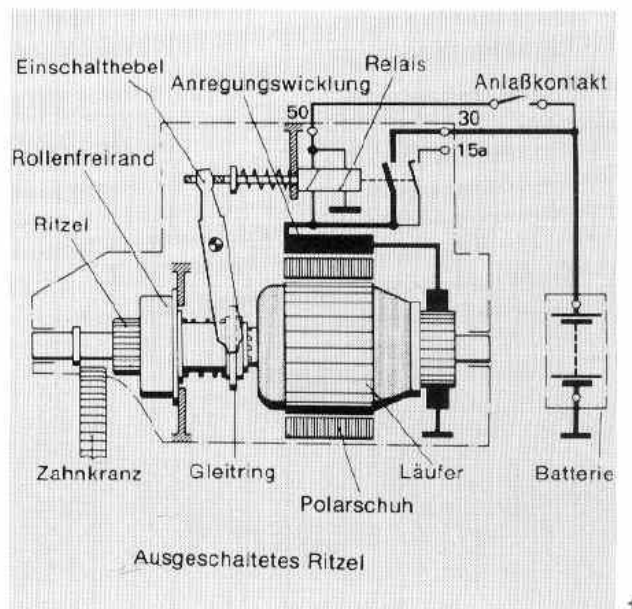 Einschalthebel
Anregungswicklung
Relais
Anlaßkontakt
50
30
15a
Rollenfreirand
Ritzel
Zahnkranz
Gleitring
Läufer
Batterie
Polarschuh
Ausgeschaltetes Ritzel